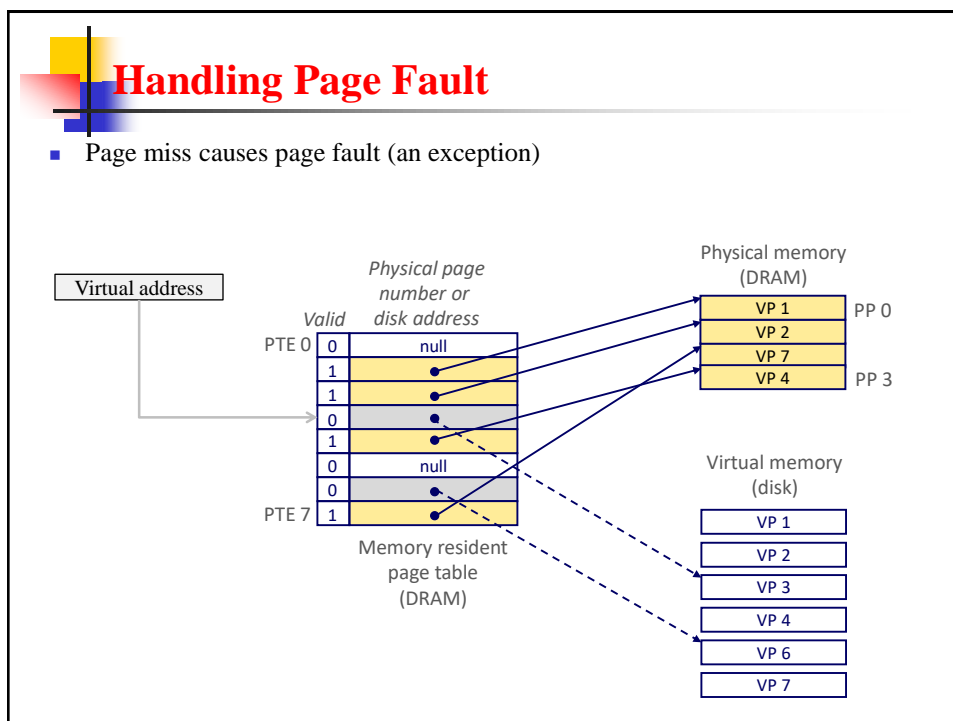 Handling Page Fault
Page miss causes page fault (an exception)
Virtual address
Physical page
number or
disk address
Valid
PTE 0
0
null
1
1
0
1
0
null
0
PTE 7
1
Memory resident
page table
(DRAM)
Physical memory
(DRAM)
VP 1
PP 0
VP 2
VP 7
VP 4
PP 3
Virtual memory
(disk)
VP 1
VP 2
VP 3
VP 4
VP 6
VP 7